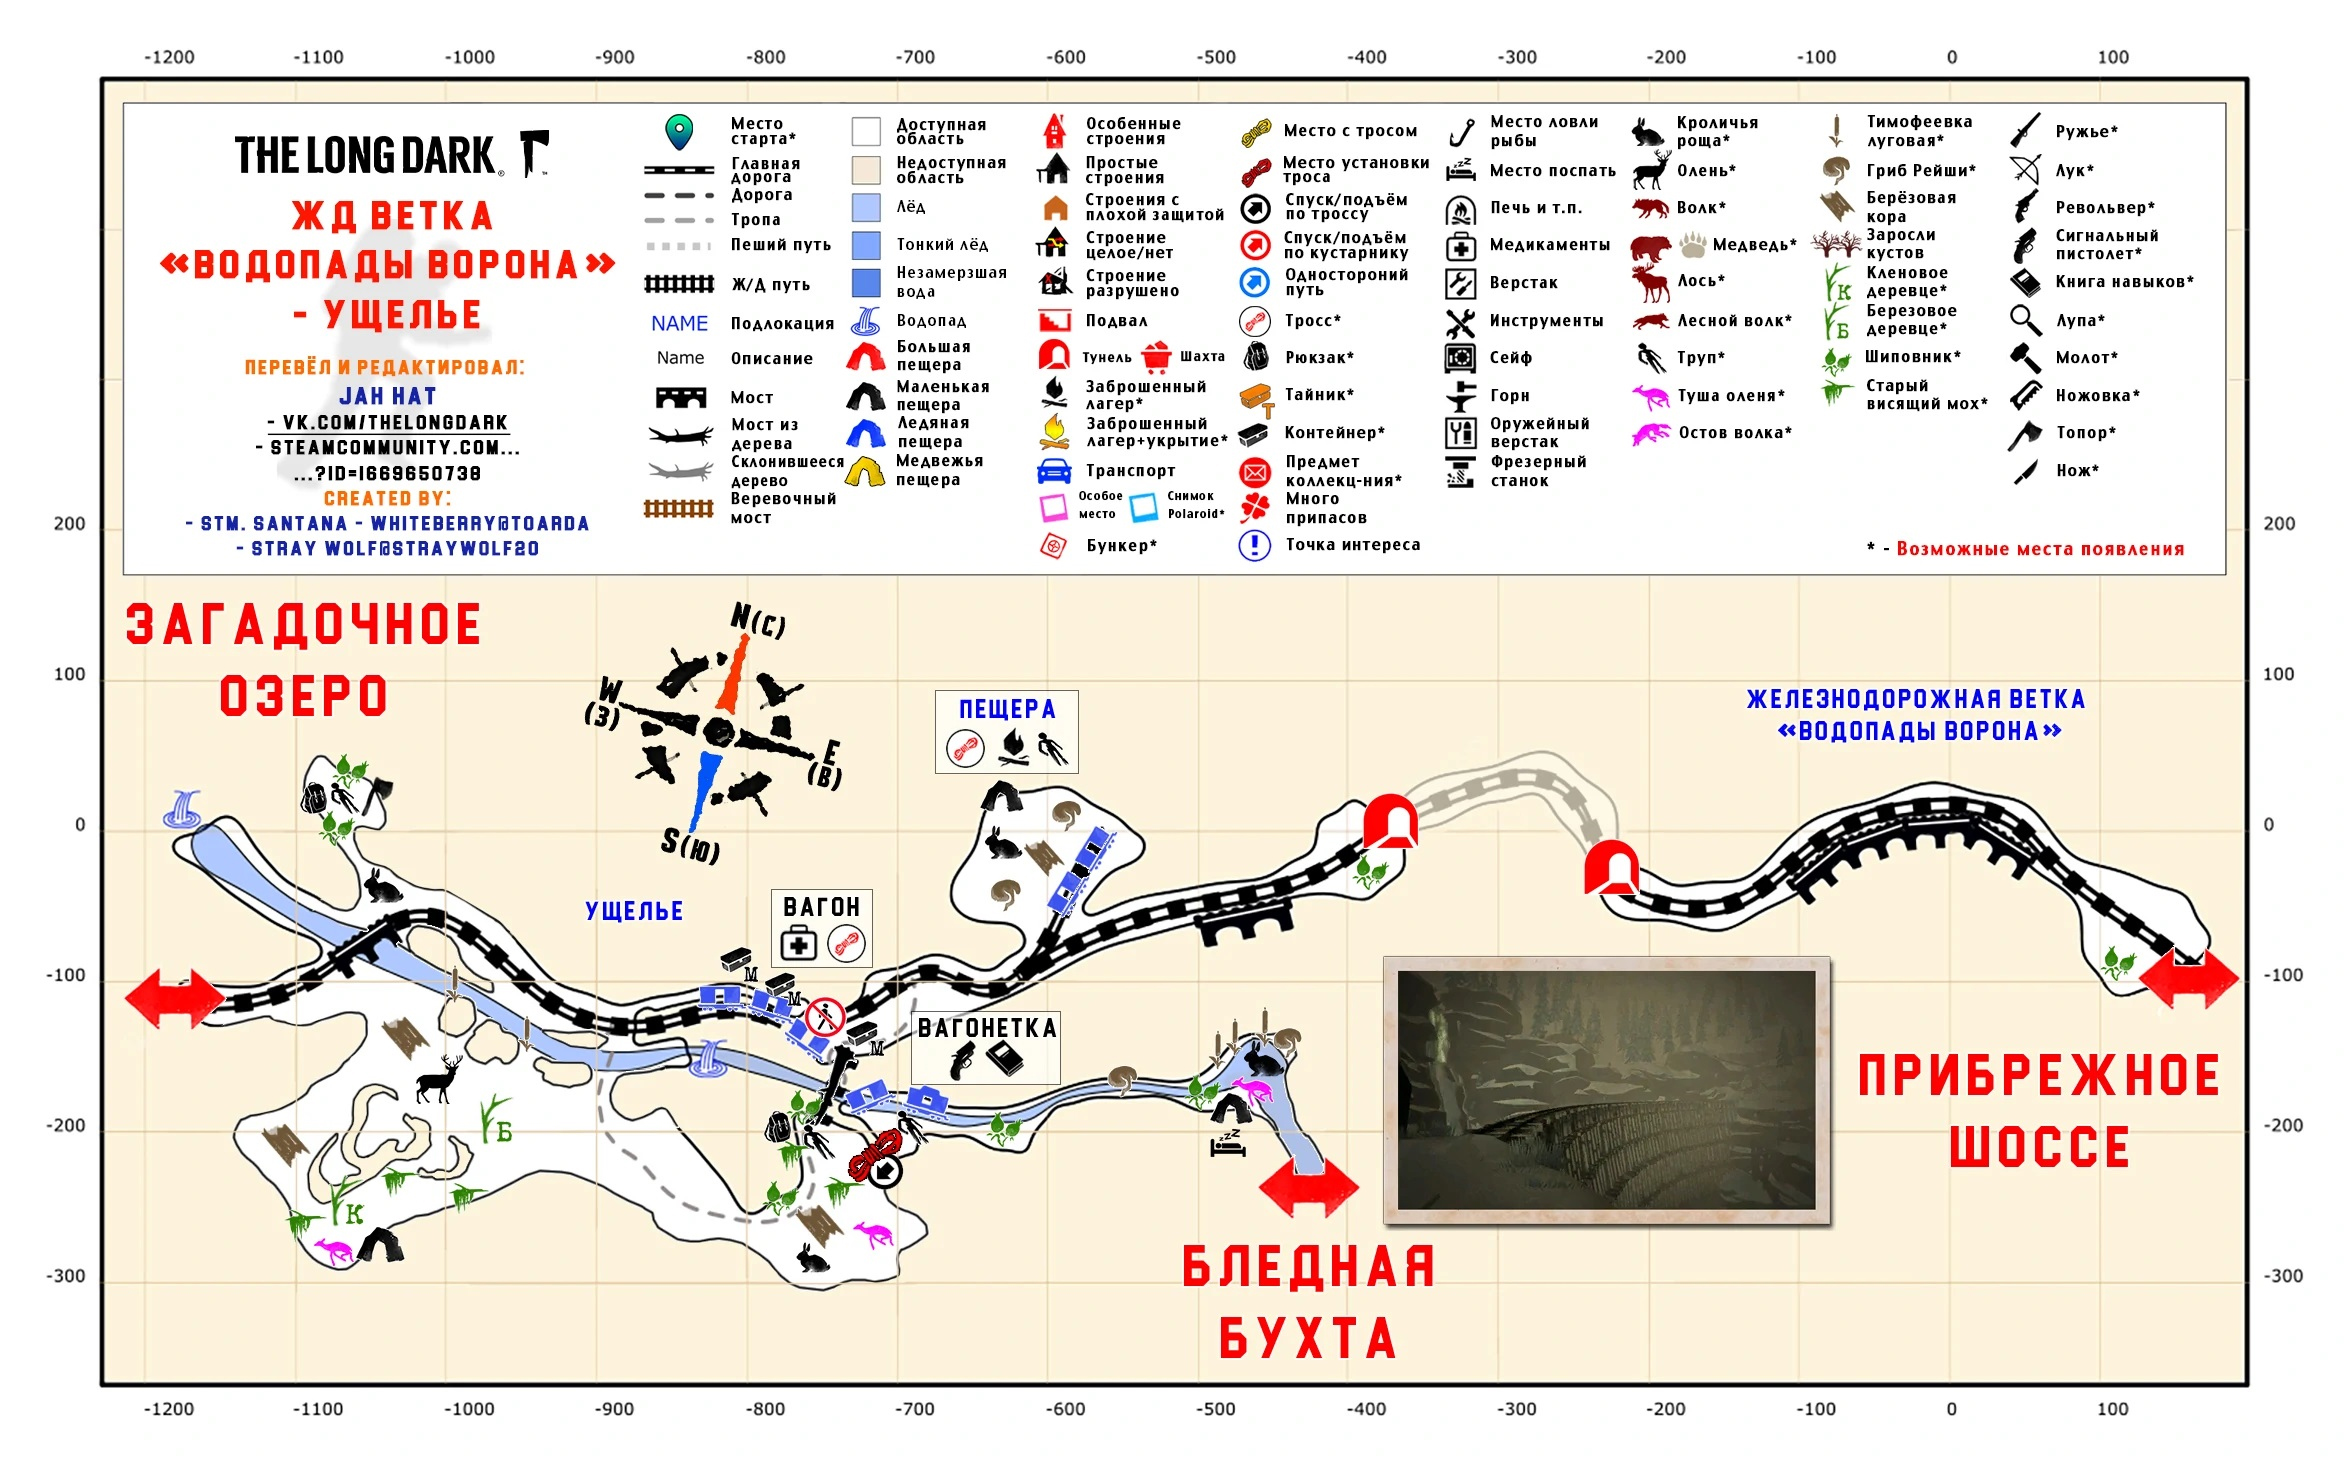 -1200 -1100 -1000 -900 -800 -700 -600 -500 -400 -300 -200 -100 0 100
THE LONG DARK
ЖД ВЕТКА
«ВОДОПАДЫ ВОРОНА»
- УЩЕЛЬЕ
ПЕРЕВЁЛ И РЕДАКТИРОВАЛ:
JAH HAT
- VK.COM/THELONGDARK
- STEAMCOMMUNITY.COM...
...?ID=1669650738
CREATED BY:
- STM. SANTANA - WHITEBERRY@TOARDA
- STRAY WOLF@STRAYWOLF20
Место
старта*
Главная
дорога
Дорога
Тропа
Пеший путь
Ж/Д путь
NAME Подлокация
Name Описание
Мост
Мост из
дерева
Склонившееся
дерево
Веревочный
мост
Доступная
область
Недоступная
область
Лёд
Тонкий лёд
Незамерзшая
вода
Водопад
Большая
пещера
Маленькая
пещера
Ледяная
пещера
Медвежья
пещера
Особенные
строения
Простые
строения
Строения с
плохой защитой
Строение
целое/нет
Строение
разрушено
Подвал
Тунель Шахта
Заброшенный
лагер*
Заброшенный
лагер+укрытие*
Транспорт
Особое
место
Снимок
Polaroid*
Бункер*
Место с тросом
Место установки
троса
Спуск/подъём
по троссу
Спуск/подъём
по кустарнику
Одностороний
путь
Тросс*
Рюкзак*
Т
Тайник*
Контейнер*
Предмет
коллекц-ния*
Много
припасов
Точка интереса
Место ловли
рыбы
Место поспать
Печь и т.п.
Медикаменты
Верстак
Инструменты
Сейф
Горн
Оружейный
верстак
Фрезерный
станок
Кроличья
роща*
Олень*
Волк*
Медведь*
Лось*
Лесной волк*
Труп*
Туша оленя*
Остов волка*
Тимофеевка
луговая*
Гриб Рейши*
Берёзовая
кора
Заросли
кустов
К
Кленовое
деревце*
Б
Березовое
деревце*
Шиповник*
Старый
висящий мох*
Ружье*
Лук*
Револьвер*
Сигнальный
пистолет*
Книга навыков*
Лупа*
Молот*
Ножовка*
Топор*
Нож*
* - Возможные места появления
200 200
ЗАГАДОЧНОЕ
ОЗЕРО
N(С)
W
(З)
E
(В)
S(Ю)
100 100
ПЕЩЕРА
ЖЕЛЕЗНОДОРОЖНАЯ ВЕТКА
«ВОДОПАДЫ ВОРОНА»
0 0
УЩЕЛЬЕ
ВАГОН
-100 -100
М
М
М
ВАГОНЕТКА
ПРИБРЕЖНОЕ
ШОССЕ
-200 -200
Б
zzZ
К
БЛЕДНАЯ
БУХТА
-300 -300
-1200 -1100 -1000 -900 -800 -700 -600 -500 -400 -300 -200 -100 0 100